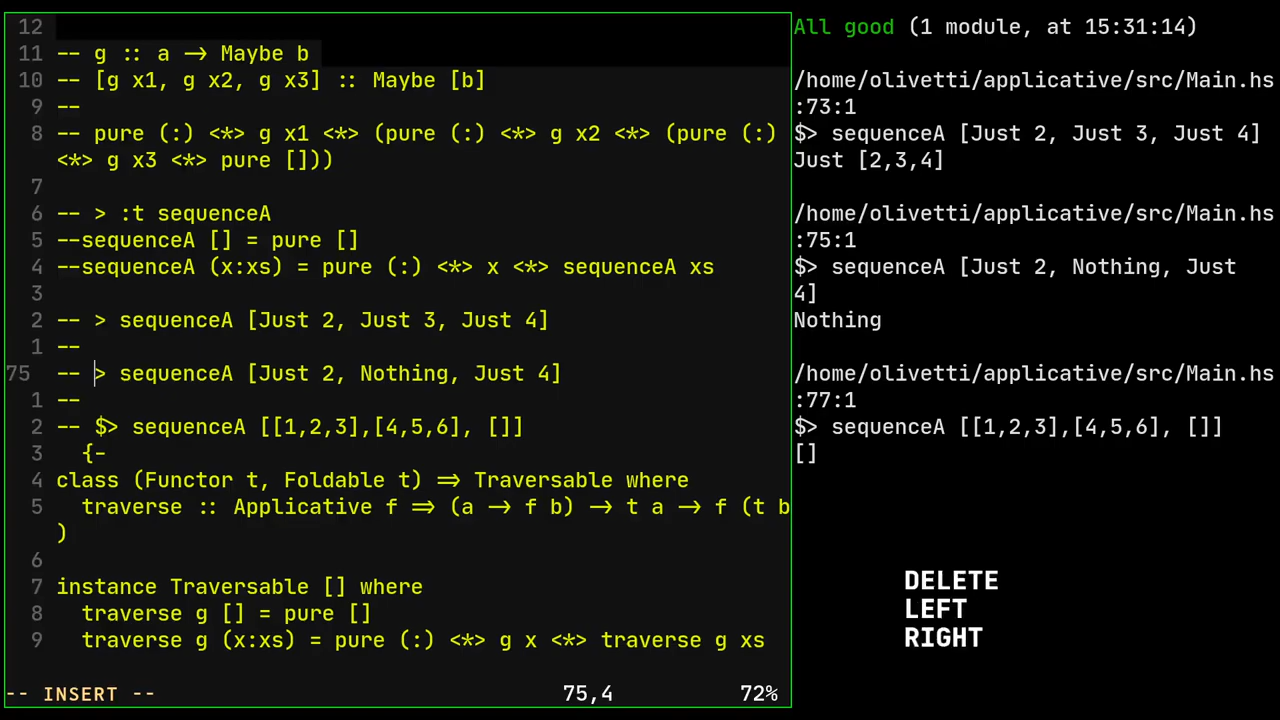 12
11 -- g :: a -> Maybe b
10 -- [g x1, g x2, g x3] :: Maybe [b]
9 --
8 -- pure (:) <*> g x1 <*> (pure (:) <*> g x2 <*> (pure (:)
<*> g x3 <*> pure []))
7
6 -- > :t sequenceA
5 --sequenceA [] = pure []
4 --sequenceA (x:xs) = pure (:) <*> x <*> sequenceA xs
3
2 -- > sequenceA [Just 2, Just 3, Just 4]
1 --
75 -- > sequenceA [Just 2, Nothing, Just 4]
1 --
2 -- $> sequenceA [[1,2,3],[4,5,6], []]
3 {-
4 class (Functor t, Foldable t) => Traversable where
5 traverse :: Applicative f => (a -> f b) -> t a -> f (t b
)
6
7 instance Traversable [] where
8 traverse g [] = pure []
9 traverse g (x:xs) = pure (:) <*> g x <*> traverse g xs
-- INSERT -- 75,4 72%
All good (1 module, at 15:31:14)
/home/olivetti/applicative/src/Main.hs
:73:1
$> sequenceA [Just 2, Just 3, Just 4]
Just [2,3,4]
/home/olivetti/applicative/src/Main.hs
:75:1
$> sequenceA [Just 2, Nothing, Just
4]
Nothing
/home/olivetti/applicative/src/Main.hs
:77:1
$> sequenceA [[1,2,3],[4,5,6], []]
[]
DELETE
LEFT
RIGHT